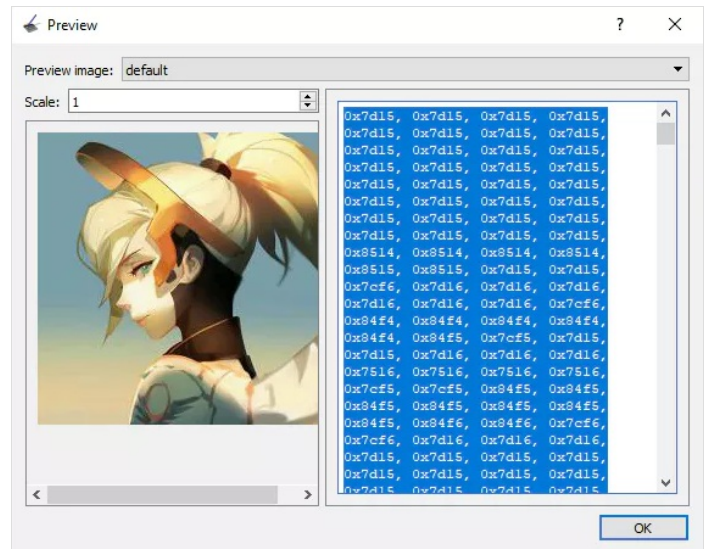 Preview
?
Preview image: default
Scale: 1
0x7d15, 0x7d15, 0x7d15, 0x7d15,
0x7d15, 0x7d15, 0x7d15, 0x7d15,
0x7d15, 0x7d15, 0x7d15, 0x7d15,
0x7d15, 0x7d15, 0x7d15, 0x7d15,
0x7d15, 0x7d15, 0x7d15, 0x7d15,
0x7d15, 0x7d15, 0x7d15, 0x7d15,
0x7d15, 0x7d15, 0x7d15, 0x7d15,
0x7d15, 0x7d15, 0x7d15, 0x7d15,
0x8514, 0x8514, 0x8514, 0x8514,
0x8515, 0x8515, 0x7d15, 0x7d15,
0x7cf6, 0x7d16, 0x7d16, 0x7d16,
0x7d16, 0x7d16, 0x7d16, 0x7cf6,
0x84f4, 0x84f4, 0x84f4, 0x84f4,
0x84f4, 0x84f5, 0x7cf5, 0x7d15,
0x7d15, 0x7d16, 0x7d16, 0x7d16,
0x7516, 0x7516, 0x7516, 0x7516,
0x7cf5, 0x7cf5, 0x84f5, 0x84f5,
0x84f5, 0x84f5, 0x84f5, 0x84f5,
0x84f5, 0x84f6, 0x84f6, 0x7cf6,
0x7cf6, 0x7d16, 0x7d16, 0x7d16,
0x7d15, 0x7d15, 0x7d15, 0x7d15,
0x7d15, 0x7d15, 0x7d15, 0x7d15,
0x7d15, 0x7d15, 0x7d15, 0x7d15,
OK